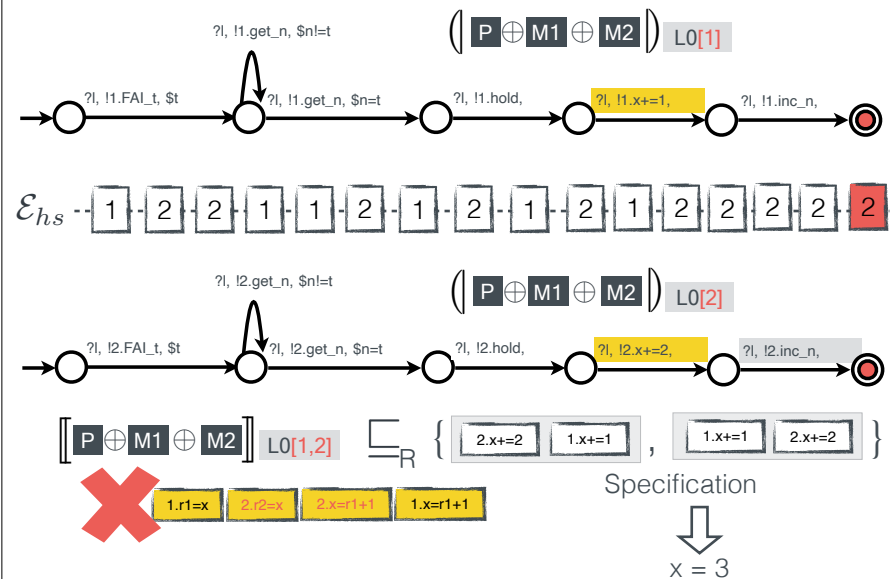 ?l, !1.get_n, $n!=t
(| P ⊕ M1 ⊕ M2 |) L0[1]
?l, !1.FAI_t, $t
?l, !1.get_n, $n=t
?l, !1.hold,
?l, !1.x+=1,
?l, !1.inc_n,
ℰhs 1 2 2 1 1 2 1 2 1 2 1 2 2 2 2 2
?l, !2.get_n, $n!=t
(| P ⊕ M1 ⊕ M2 |) L0[2]
?l, !2.FAI_t, $t
?l, !2.get_n, $n=t
?l, !2.hold,
?l, !2.x+=2,
?l, !2.inc_n,
⟦ P ⊕ M1 ⊕ M2 ⟧ L0[1,2] ⊑R { 2.x+=2 1.x+=1 , 1.x+=1 2.x+=2 }
Specification
1.r1=x 2.r2=x 2.x=r1+1 1.x=r1+1
x = 3